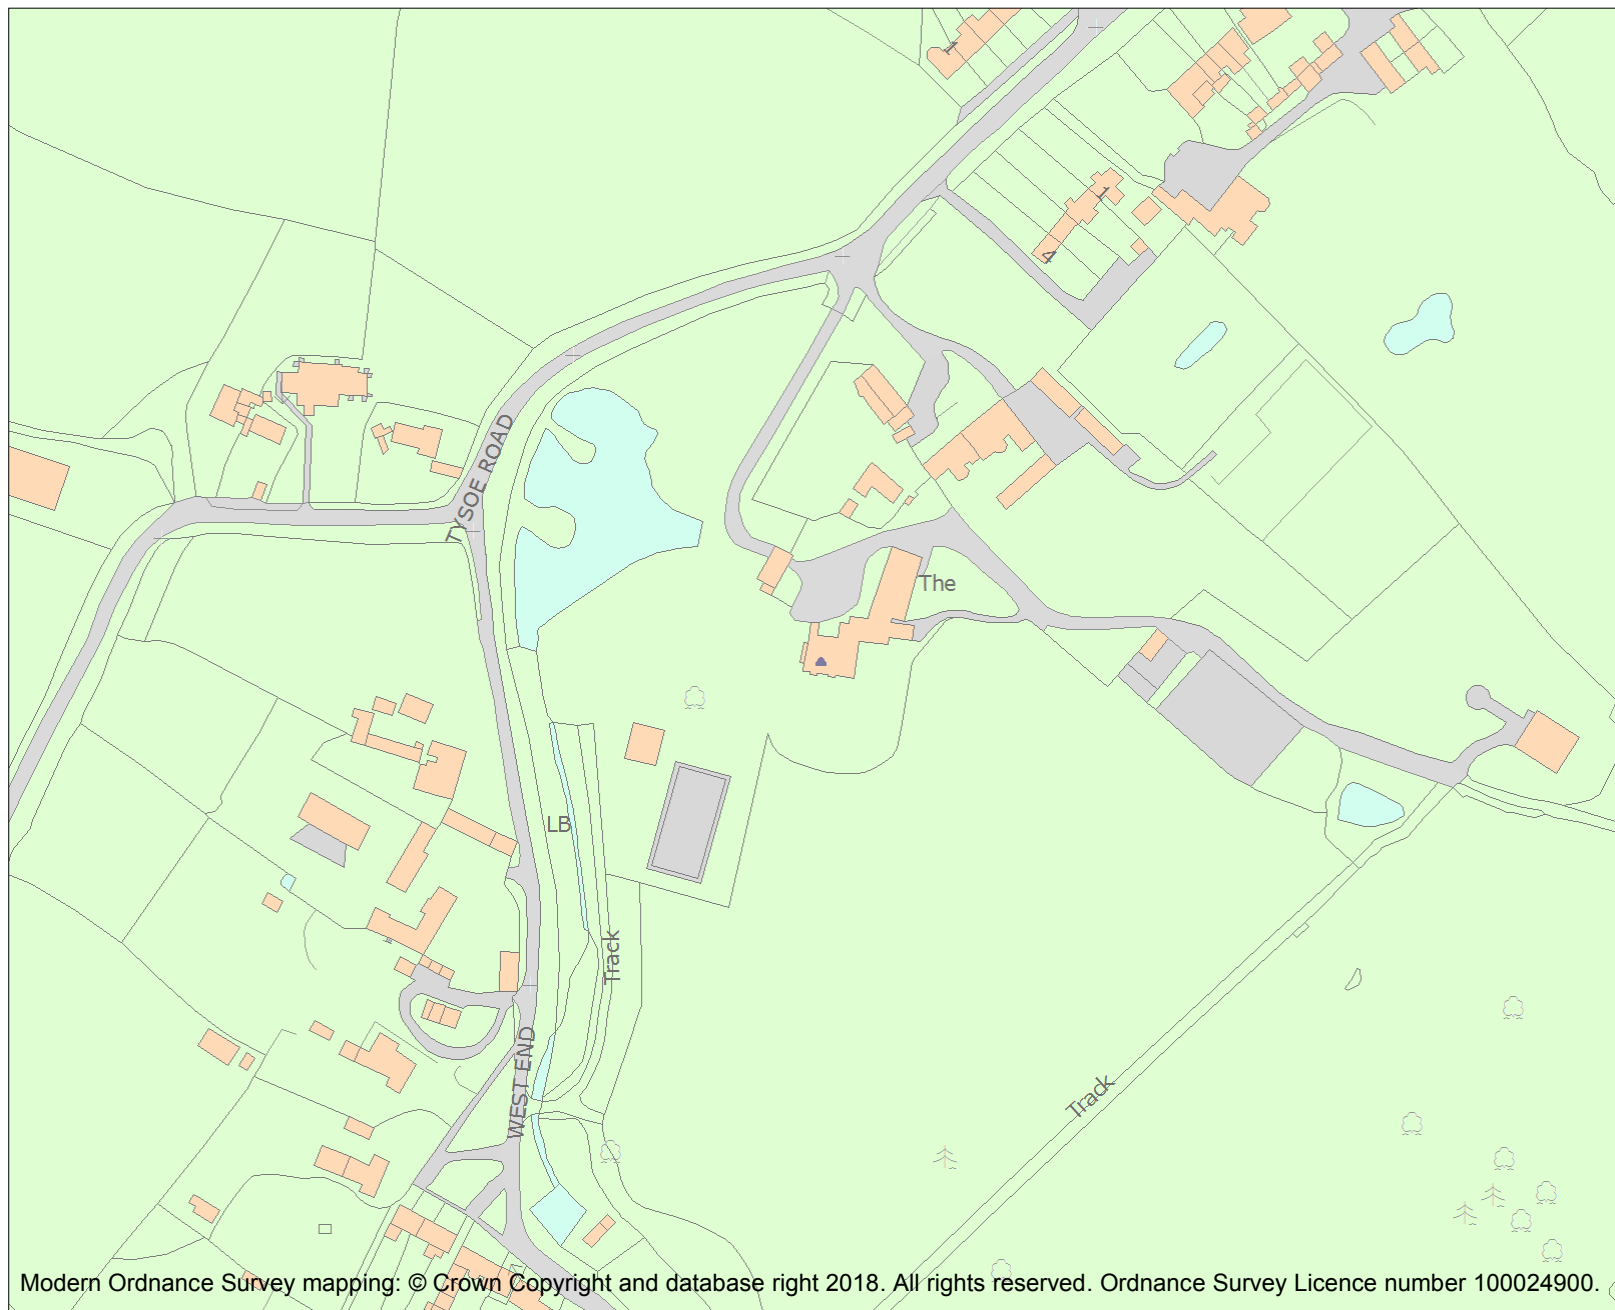 1
1
4
TYSOE ROAD
The
LB
Track
WEST END
Track
Modern Ordnance Survey mapping: © Crown Copyright and database right 2018. All rights reserved. Ordnance Survey Licence number 100024900.